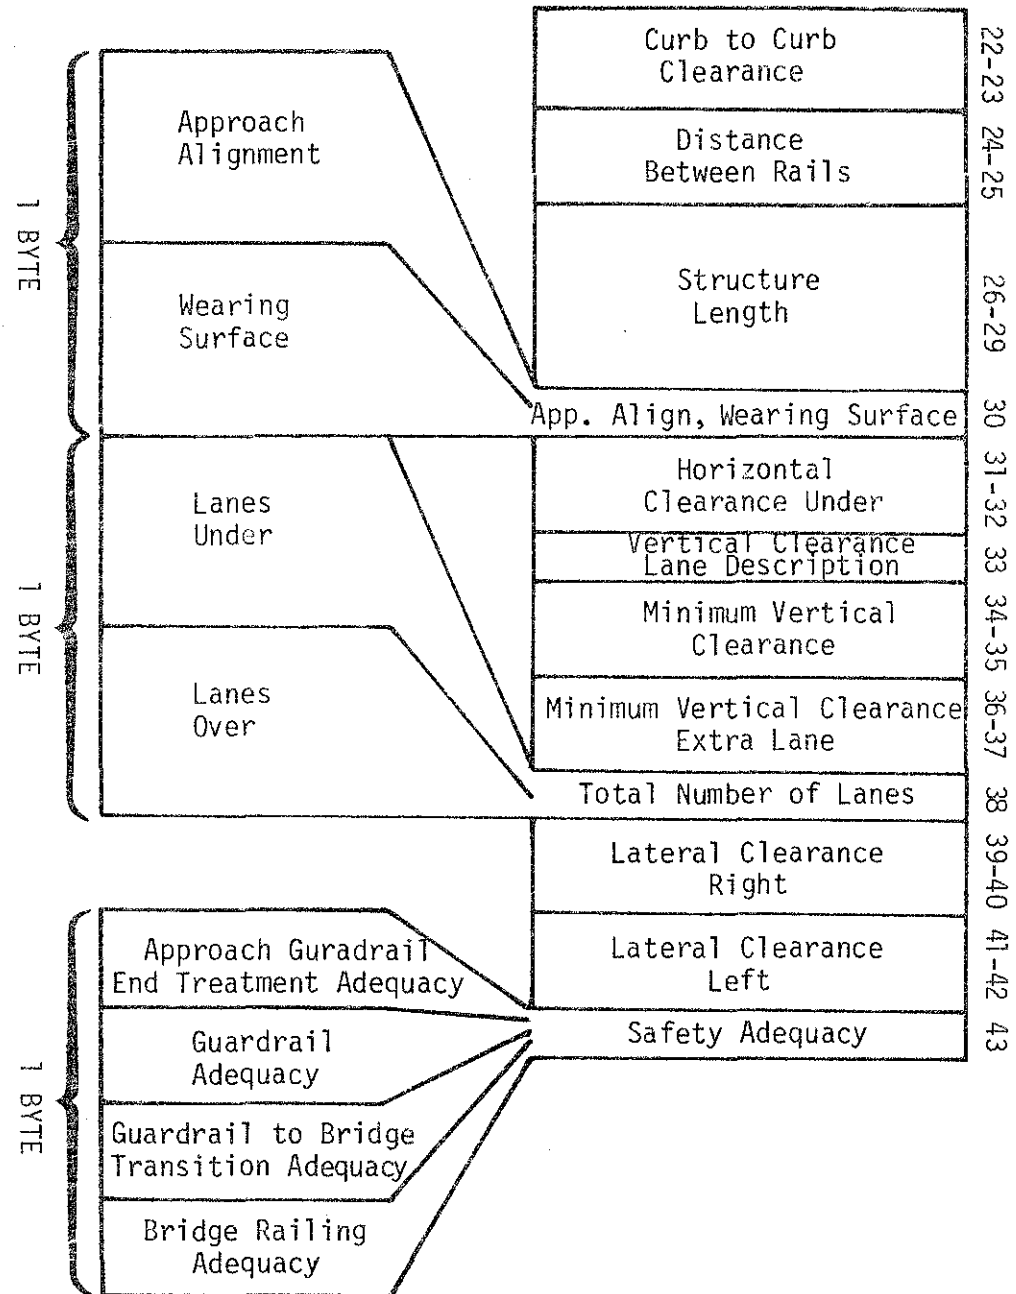 Curb to Curb
Clearance
22-23
Distance
Between Rails
24-25
Structure
Length
26-29
App. Align, Wearing Surface
30
Horizontal
Clearance Under
31-32
Vertical Clearance
Lane Description
33
Minimum Vertical
Clearance
34-35
Minimum Vertical Clearance
Extra Lane
36-37
Total Number of Lanes
38
Lateral Clearance
Right
39-40
Lateral Clearance
Left
41-42
Safety Adequacy
43
1 BYTE
Approach
Alignment
Wearing
Surface
1 BYTE
Lanes
Under
Lanes
Over
1 BYTE
Approach Guradrail
End Treatment Adequacy
Guardrail
Adequacy
Guardrail to Bridge
Transition Adequacy
Bridge Railing
Adequacy